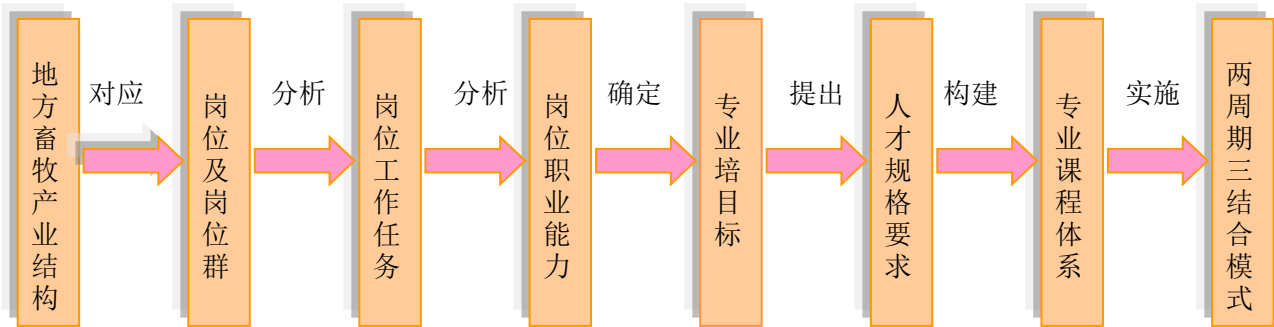 地方畜牧产业结构
对应
岗位及岗位群
分析
岗位工作任务
分析
岗位职业能力
确定
专业培目标
提出
人才规格要求
构建
专业课程体系
实施
两周期三结合模式